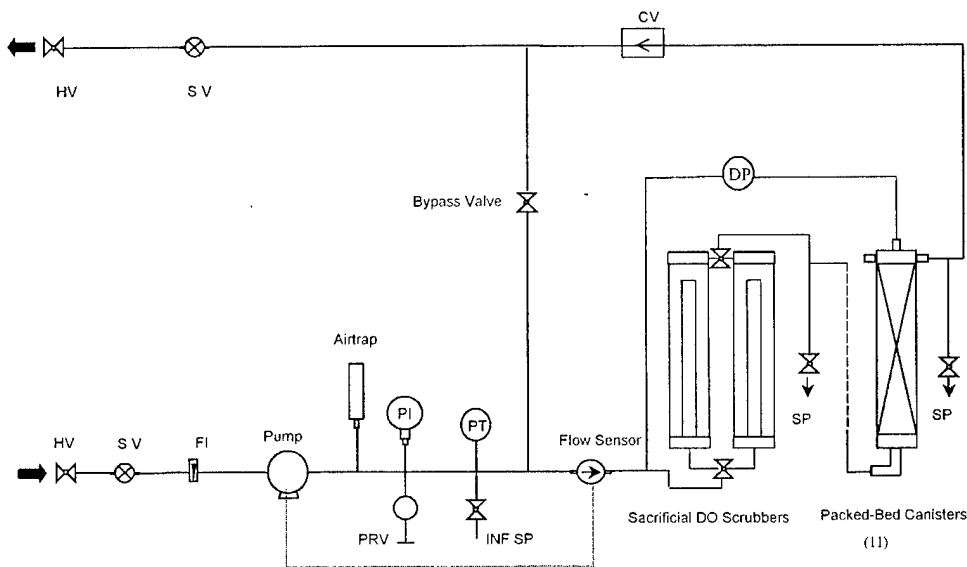 CV
HV
S V
Bypass Valve
DP
Airtrap
PI
PT
HV
S V
FI
Pump
Flow Sensor
SP
SP
PRV
INF SP
Sacrificial DO Scrubbers
Packed-Bed Canisters
(11)